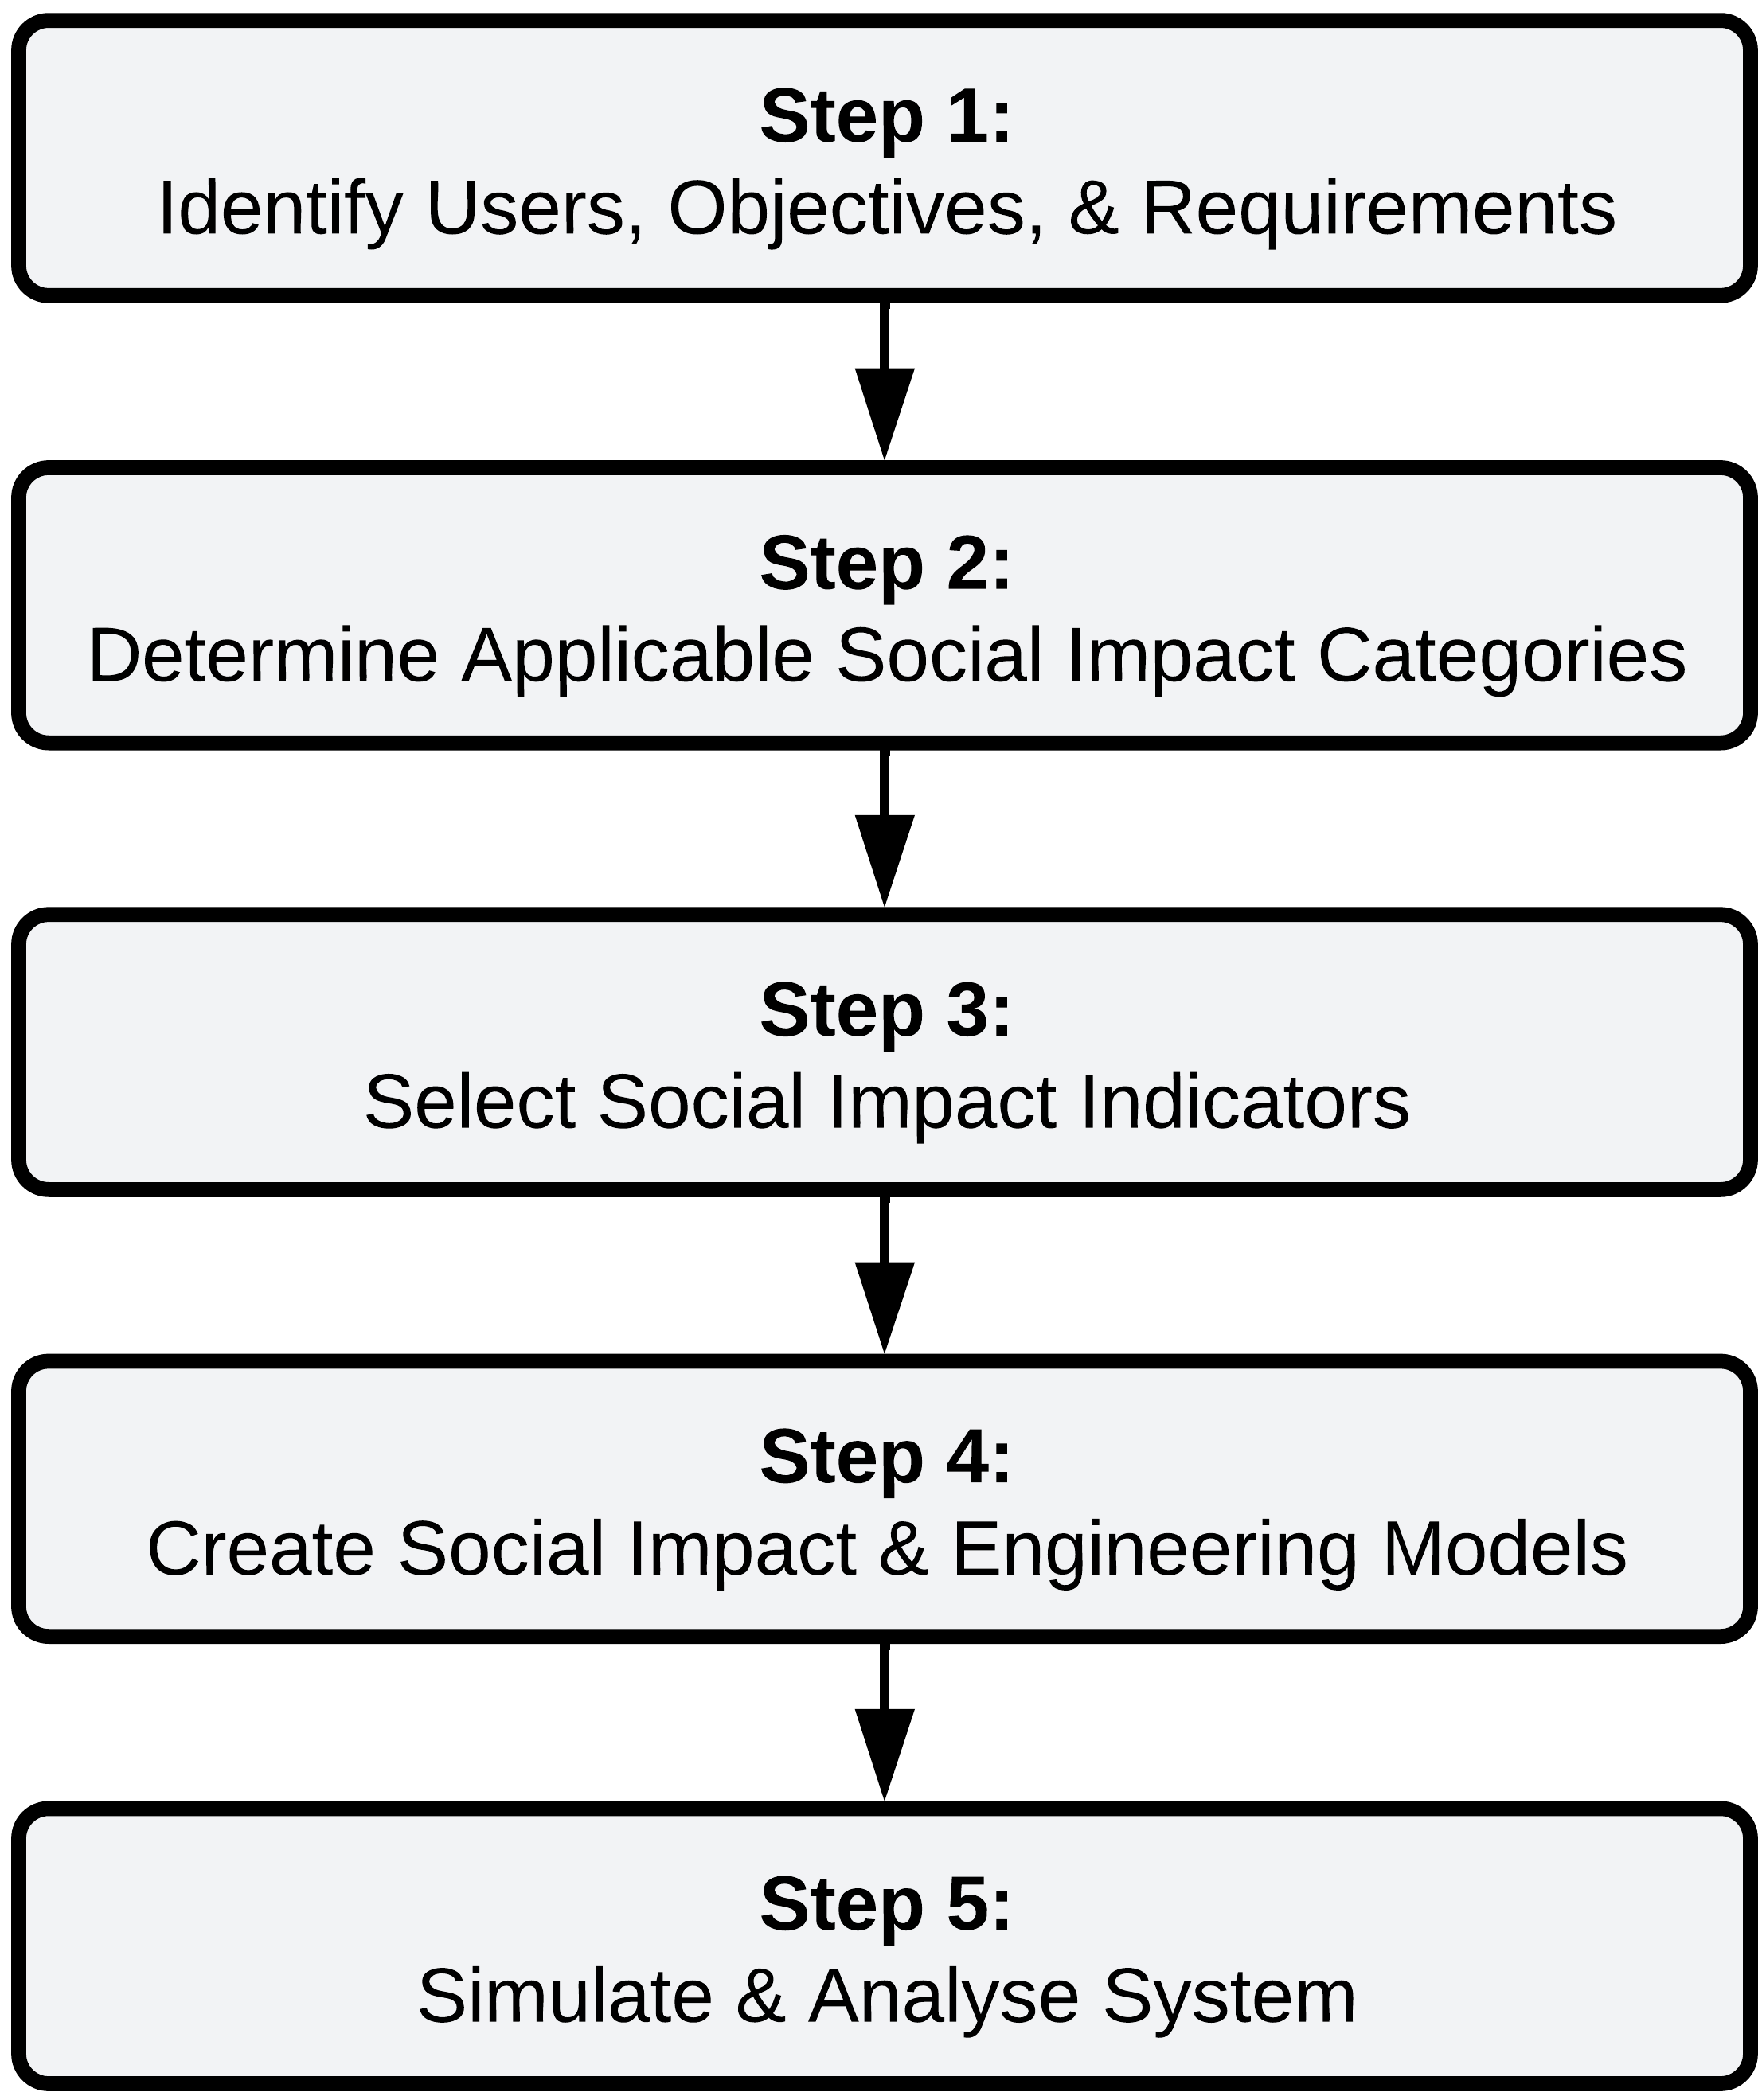 Step 1:
Identify Users, Objectives, & Requirements
Step 2:
Determine Applicable Social Impact Categories
Step 3:
Select Social Impact Indicators
Step 4:
Create Social Impact & Engineering Models
Step 5:
Simulate & Analyse System